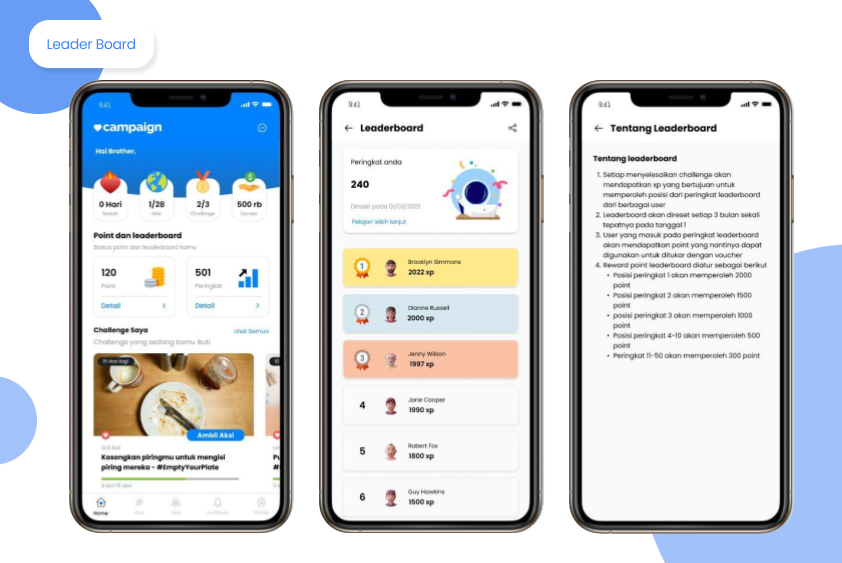 Leader Board
9:41
campaign
Hai Brother,
0 Hari
1/28
2/3
500 rb
Streak
Aksi
Challenge
Donasi
Point dan leaderboard
Status point dan leaderboard kamu
120
Point
501
Peringkat
Detail
Detail
Challenge Saya
Lihat Semua
Challenge yang sedang kamu ikuti
15 Hari lagi
Ambil Aksi
Kosongkan piringmu untuk mengisi
piring mereka - #EmptyYourPlate
Home
9:41
Leaderboard
Peringkat anda
240
Direset pada 01/03/2022
Pelajari lebih lanjut
1
Brooklyn Simmons
2022 xp
2
Dianne Russell
2000 xp
3
Jenny Wilson
1997 xp
4
Jane Cooper
1990 xp
5
Robert Fox
1800 xp
6
Guy Hawkins
1500 xp
9:41
Tentang Leaderboard
Tentang leaderboard
1. Setiap menyelesaikan challenge akan
mendapatkan xp yang bertujuan untuk
memperoleh posisi dari peringkat leaderboard
dari berbagai user
2. Leaderboard akan direset setiap 3 bulan sekali
tepatnya pada tanggal 1
3. User yang masuk pada peringkat leaderboard
akan mendapatkan point yang nantinya dapat
digunakan untuk ditukar dengan voucher
4. Reward point leaderboard diatur sebagai berikut
• Posisi peringkat 1 akan memperoleh 2000
point
• Posisi peringkat 2 akan memperoleh 1500
point
• posisi peringkat 3 akan memperoleh 1000
point
• Posisi peringkat 4-10 akan memperoleh 500
point
• Peringkat 11-50 akan memperoleh 300 point